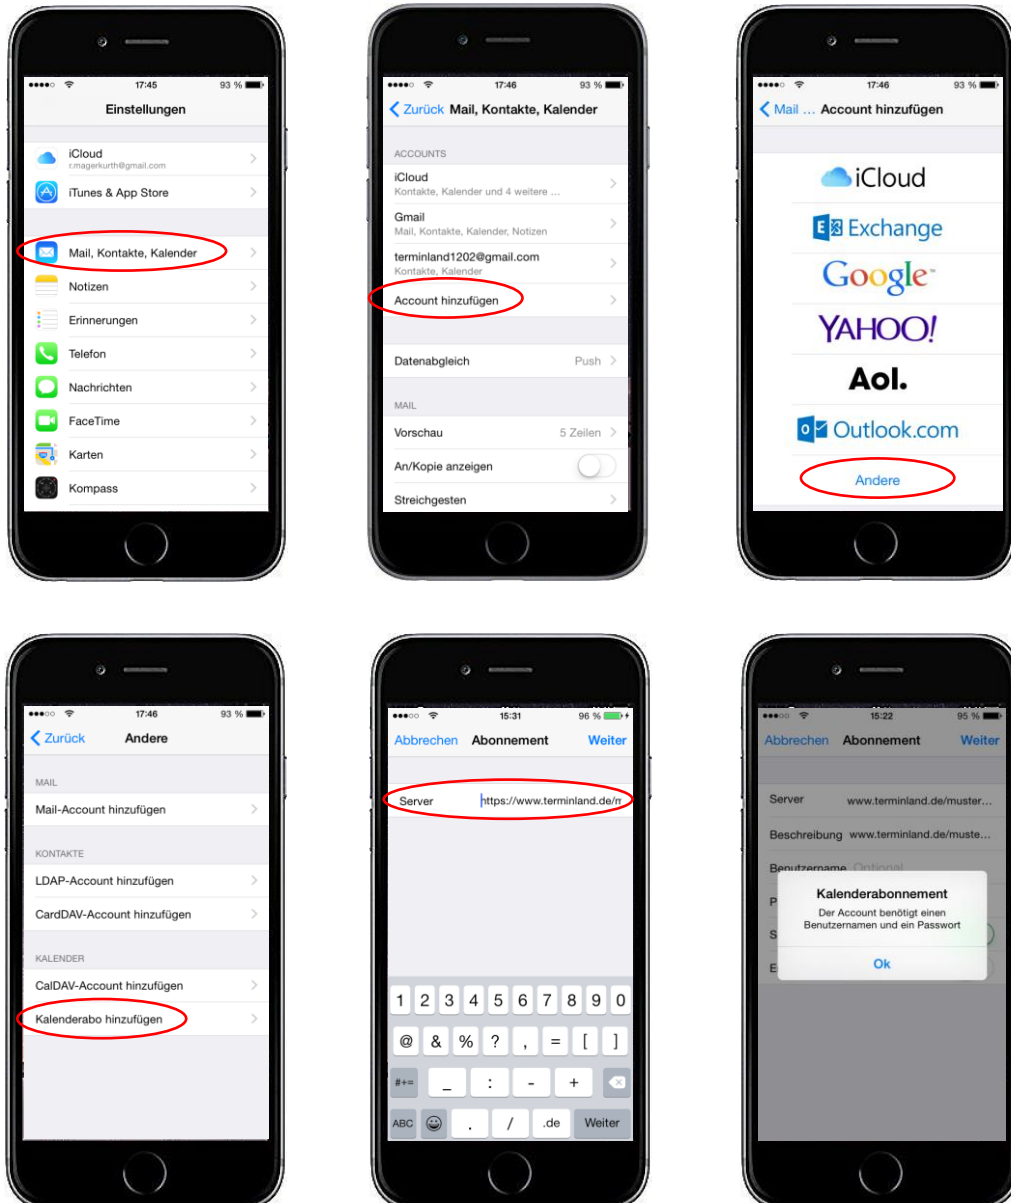 17:45
93 %
Einstellungen
iCloud
r.magerkurth@gmail.com
iTunes & App Store
Mail, Kontakte, Kalender
Notizen
Erinnerungen
Telefon
Nachrichten
FaceTime
Karten
Kompass
17:46
93 %
Zurück Mail, Kontakte, Kalender
ACCOUNTS
iCloud
Kontakte, Kalender und 4 weitere ...
Gmail
Mail, Kontakte, Kalender, Notizen
terminland1202@gmail.com
Kontakte, Kalender
Account hinzufügen
Datenabgleich Push
MAIL
Vorschau 5 Zeilen
An/Kopie anzeigen
Streichgesten
17:46
93 %
Mail ... Account hinzufügen
iCloud
Exchange
Google
YAHOO!
Aol.
Outlook.com
Andere
17:46
93 %
Zurück Andere
MAIL
Mail-Account hinzufügen
KONTAKTE
LDAP-Account hinzufügen
CardDAV-Account hinzufügen
KALENDER
CalDAV-Account hinzufügen
Kalenderabo hinzufügen
15:31
96 %
Abbrechen Abonnement Weiter
Server https://www.terminland.de/m
1 2 3 4 5 6 7 8 9 0
@ & % ? , = [ ]
#+= _ : - +
ABC . / .de Weiter
15:22
95 %
Abbrechen Abonnement Weiter
Server www.terminland.de/muster...
Beschreibung www.terminland.de/muste...
Benutzername Optional
Kalenderabonnement
P
Der Account benötigt einen
Benutzernamen und ein Passwort
S
Ok
E